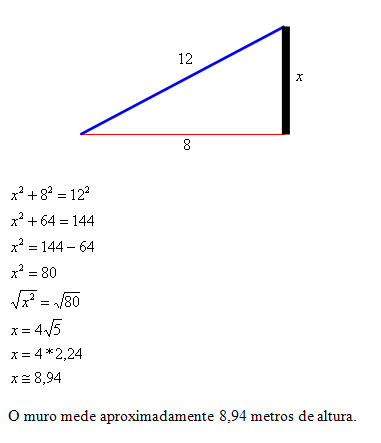 12
x
8
x² + 8² = 12²
x² + 64 = 144
x² = 144 − 64
x² = 80
√x² = √80
x = 4√5
x = 4 * 2,24
x ≅ 8,94
O muro mede aproximadamente 8,94 metros de altura.